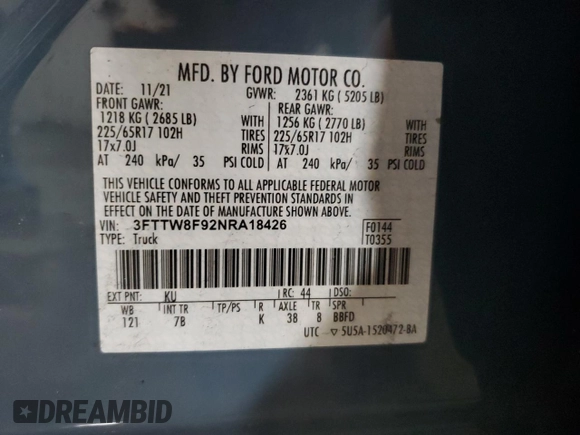 MFD. BY FORD MOTOR CO.
DATE: 11/21 GVWR: 2361 KG ( 5205 LB)
FRONT GAWR: REAR GAWR:
1218 KG ( 2685 LB) WITH 1256 KG ( 2770 LB) WITH
225/65R17 102H TIRES 225/65R17 102H TIRES
17x7.0J RIMS 17x7.0J RIMS
AT 240 kPa/ 35 PSI COLD AT 240 kPa/ 35 PSI COLD
THIS VEHICLE CONFORMS TO ALL APPLICABLE FEDERAL MOTOR
VEHICLE SAFETY AND THEFT PREVENTION STANDARDS IN
EFFECT ON THE DATE OF MANUFACTURE SHOWN ABOVE.
VIN: 3FTTW8F92NRA18426 F0144
TYPE: Truck T0355
EXT PNT: KU RC: 44 DSO:
WB INT TR TP/PS R AXLE TR SPR
121 7B K 38 8 BBFD
UTC ▽ 5U5A-1520472-BA
DREAMBID